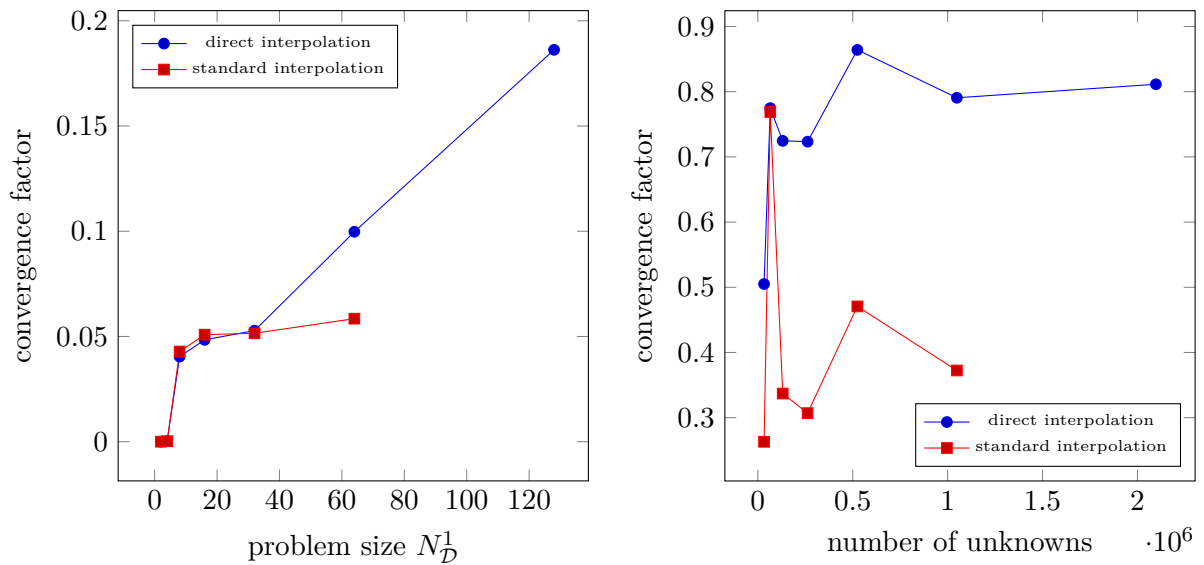 0.2
0.15
0.1
0.05
0
convergence factor
direct interpolation
standard interpolation
0 20 40 60 80 100 120
problem size $N_{\mathcal{D}}^{1}$
0.9
0.8
0.7
0.6
0.5
0.4
0.3
convergence factor
direct interpolation
standard interpolation
0 0.5 1 1.5 2
number of unknowns ·10⁶